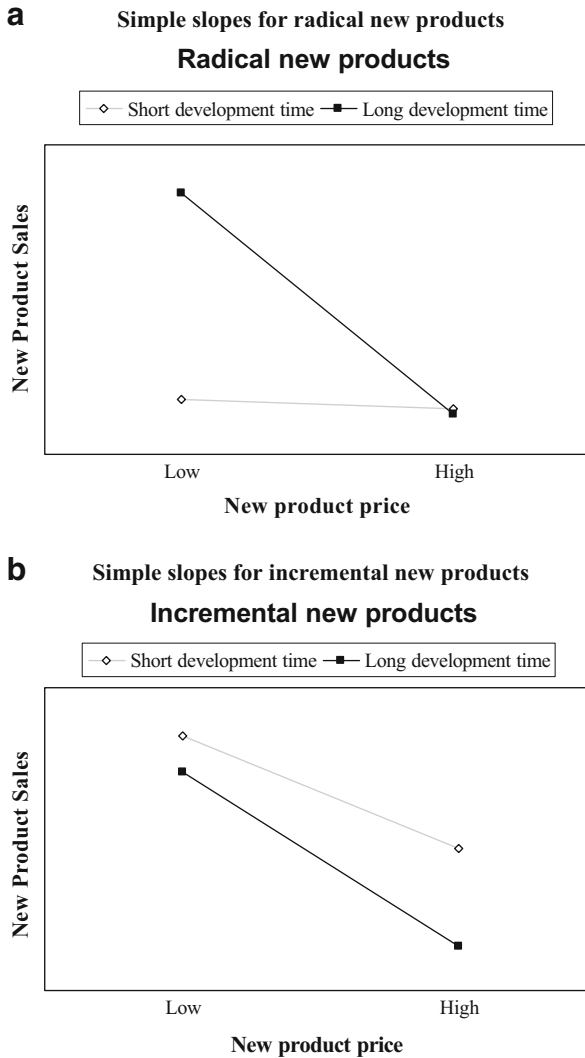 a
Simple slopes for radical new products
Radical new products
Short development time Long development time
New Product Sales
Low High
New product price
b
Simple slopes for incremental new products
Incremental new products
Short development time Long development time
New Product Sales
Low High
New product price